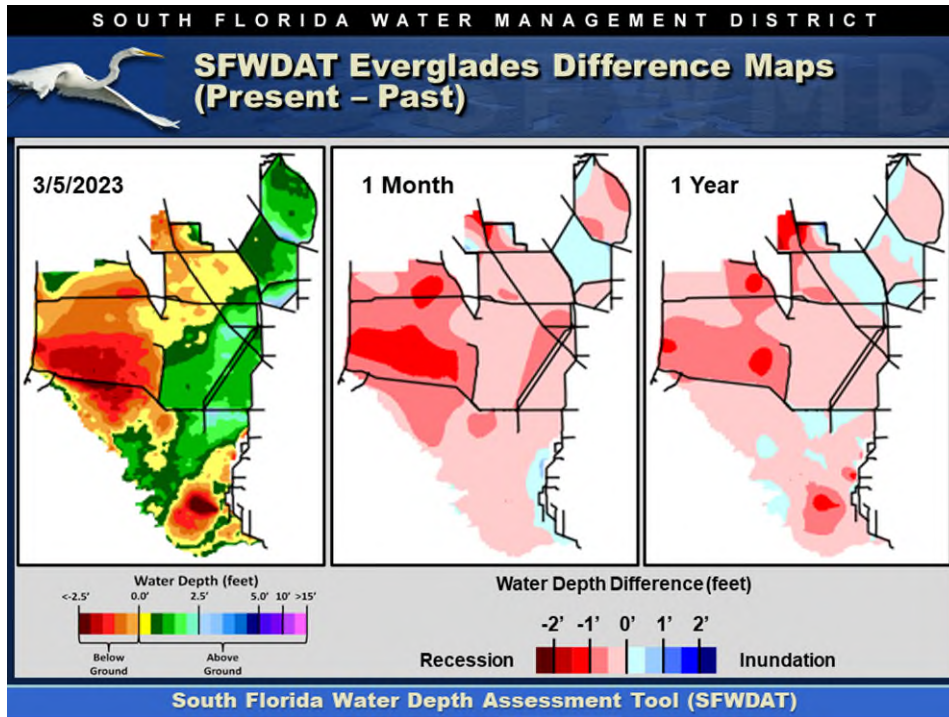 SOUTH FLORIDA WATER MANAGEMENT DISTRICT
SFWDAT Everglades Difference Maps
(Present – Past)
3/5/2023
1 Month
1 Year
Water Depth (feet)
<-2.5' 0.0' 2.5' 5.0' 10' >15'
Below
Ground
Above
Ground
Water Depth Difference (feet)
-2' -1' 0' 1' 2'
Recession
Inundation
South Florida Water Depth Assessment Tool (SFWDAT)